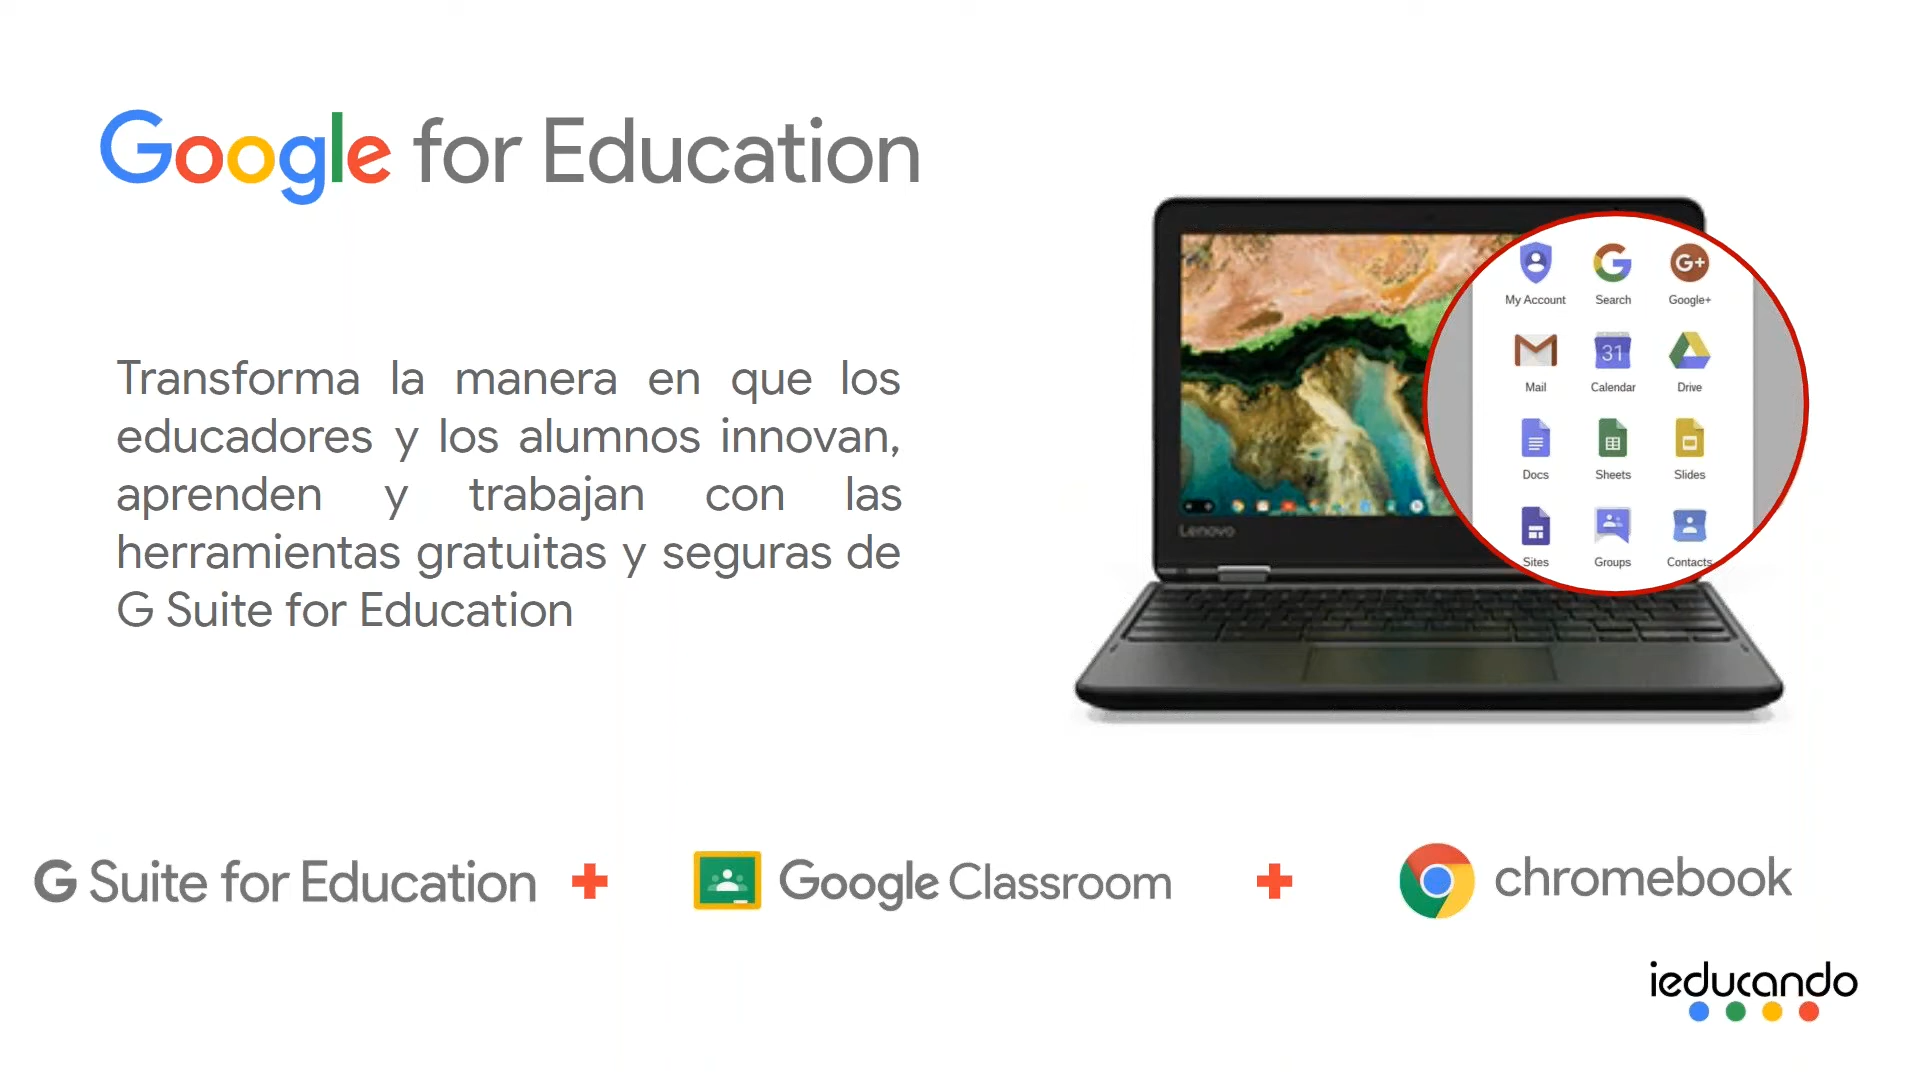 Google for Education
Transforma la manera en que los
educadores y los alumnos innovan,
aprenden y trabajan con las
herramientas gratuitas y seguras de
G Suite for Education
G+
My Account Search Google+
31
Mail Calendar Drive
Docs Sheets Slides
Sites Groups Contacts
Lenovo
G Suite for Education + Google Classroom + chromebook
ieducando